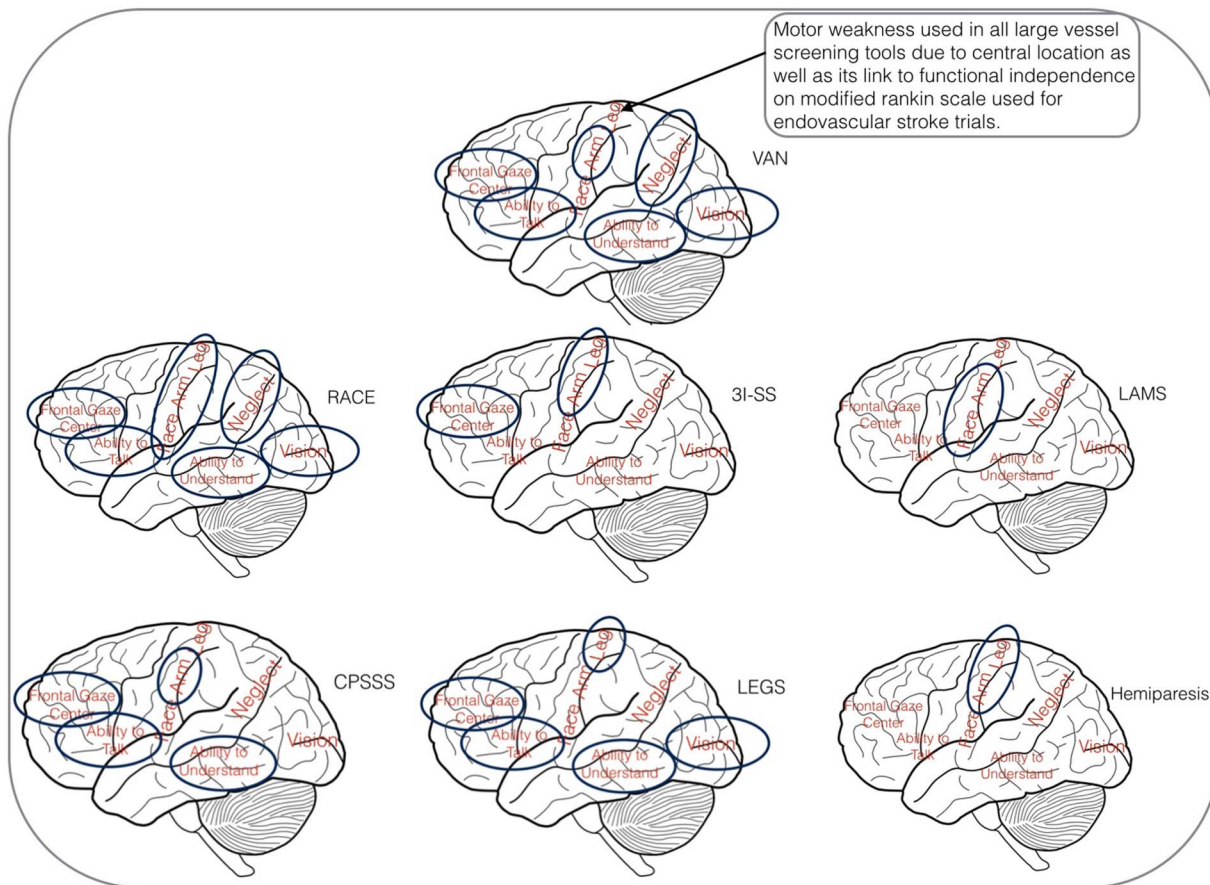 Motor weakness used in all large vessel
screening tools due to central location as
well as its link to functional independence
on modified rankin scale used for
endovascular stroke trials.
VAN
Frontal Gaze
Center
Ability to
Talk
Face Arm Leg
Neglect
Ability to
Understand
Vision
RACE
Frontal Gaze
Center
Ability to
Talk
Face Arm Leg
Neglect
Ability to
Understand
Vision
3I-SS
Frontal Gaze
Center
Ability to
Talk
Face Arm Leg
Neglect
Ability to
Understand
Vision
LAMS
Frontal Gaze
Center
Ability to
Talk
Face Arm Leg
Neglect
Ability to
Understand
Vision
CPSSS
Frontal Gaze
Center
Ability to
Talk
Face Arm Leg
Neglect
Ability to
Understand
Vision
LEGS
Frontal Gaze
Center
Ability to
Talk
Face Arm Leg
Neglect
Ability to
Understand
Vision
Hemiparesis
Frontal Gaze
Center
Ability to
Talk
Face Arm Leg
Neglect
Ability to
Understand
Vision